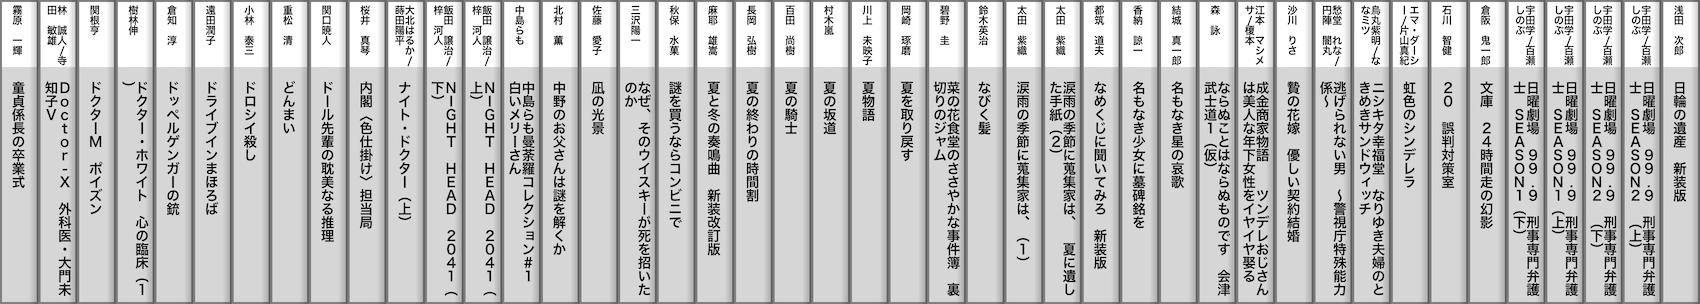 浅田 次郎
日輪の遺産 新装版
宇田学/百瀬
しのぶ
日曜劇場 99.9 刑事専門弁護
士 SEASON2 (上)
宇田学/百瀬
しのぶ
日曜劇場 99.9 刑事専門弁護
士 SEASON2 (下)
宇田学/百瀬
しのぶ
日曜劇場 99.9 刑事専門弁護
士 SEASON1(上)
宇田学/百瀬
しのぶ
日曜劇場 99.9 刑事専門弁護
士 SEASON1(下)
倉阪 鬼一郎
文庫 24時間走の幻影
石川 智健
20 誤判対策室
エマ・ダーシ
ー/片山真紀
虹色のシンデレラ
烏丸紫明/な
なミツ
ニシキタ幸福堂 なりゆき夫婦のと
きめきサンドウィッチ
愁堂 れな/
円陣 闇丸
逃げられない男 ～警視庁特殊能力
係～
沙川 りさ
贄の花嫁 優しい契約結婚
江本 マシメ
サ/榎本
成金商家物語 ツンデレおじさん
は美人な年下女性をイヤイヤ娶る
森 詠
ならぬことはならぬものです 会津
武士道1(仮)
結城 真一郎
名もなき星の哀歌
香納 諒一
名もなき少女に墓碑銘を
都筑 道夫
なめくじに聞いてみろ 新装版
太田 紫織
涙雨の季節に蒐集家は、 夏に遺し
た手紙(2)
太田 紫織
涙雨の季節に蒐集家は、(1)
鈴木英治
なびく髪
碧野 圭
菜の花食堂のささやかな事件簿 裏
切りのジャム
岡崎 琢磨
夏を取り戻す
川上 未映子
夏物語
村木嵐
夏の坂道
百田 尚樹
夏の騎士
長岡 弘樹
夏の終わりの時間割
麻耶 雄嵩
夏と冬の奏鳴曲 新装改訂版
秋保 水菓
謎を買うならコンビニで
三沢陽一
なぜ、そのウイスキーが死を招いた
のか
佐藤 愛子
凪の光景
北村 薫
中野のお父さんは謎を解くか
中島らも
中島らも曼荼羅コレクション#1
白いメリーさん
飯田 譲治/
梓 河人
NIGHT HEAD 2041(
上)
飯田 譲治/
梓 河人
NIGHT HEAD 2041(
下)
大北はるか/
蒔田陽平
ナイト・ドクター(上)
桜井 真琴
内閣〈色仕掛け〉担当局
関口暁人
ドール先輩の耽美なる推理
重松 清
どんまい
小林 泰三
ドロシイ殺し
遠田潤子
ドライブインまほろば
倉知 淳
ドッペルゲンガーの銃
樹林伸
ドクター・ホワイト 心の臨床(1
)
関根亨
ドクターM ポイズン
林 誠人/寺
田 敏雄
Doctor-X 外科医・大門未
知子V
霧原 一輝
童貞係長の卒業式